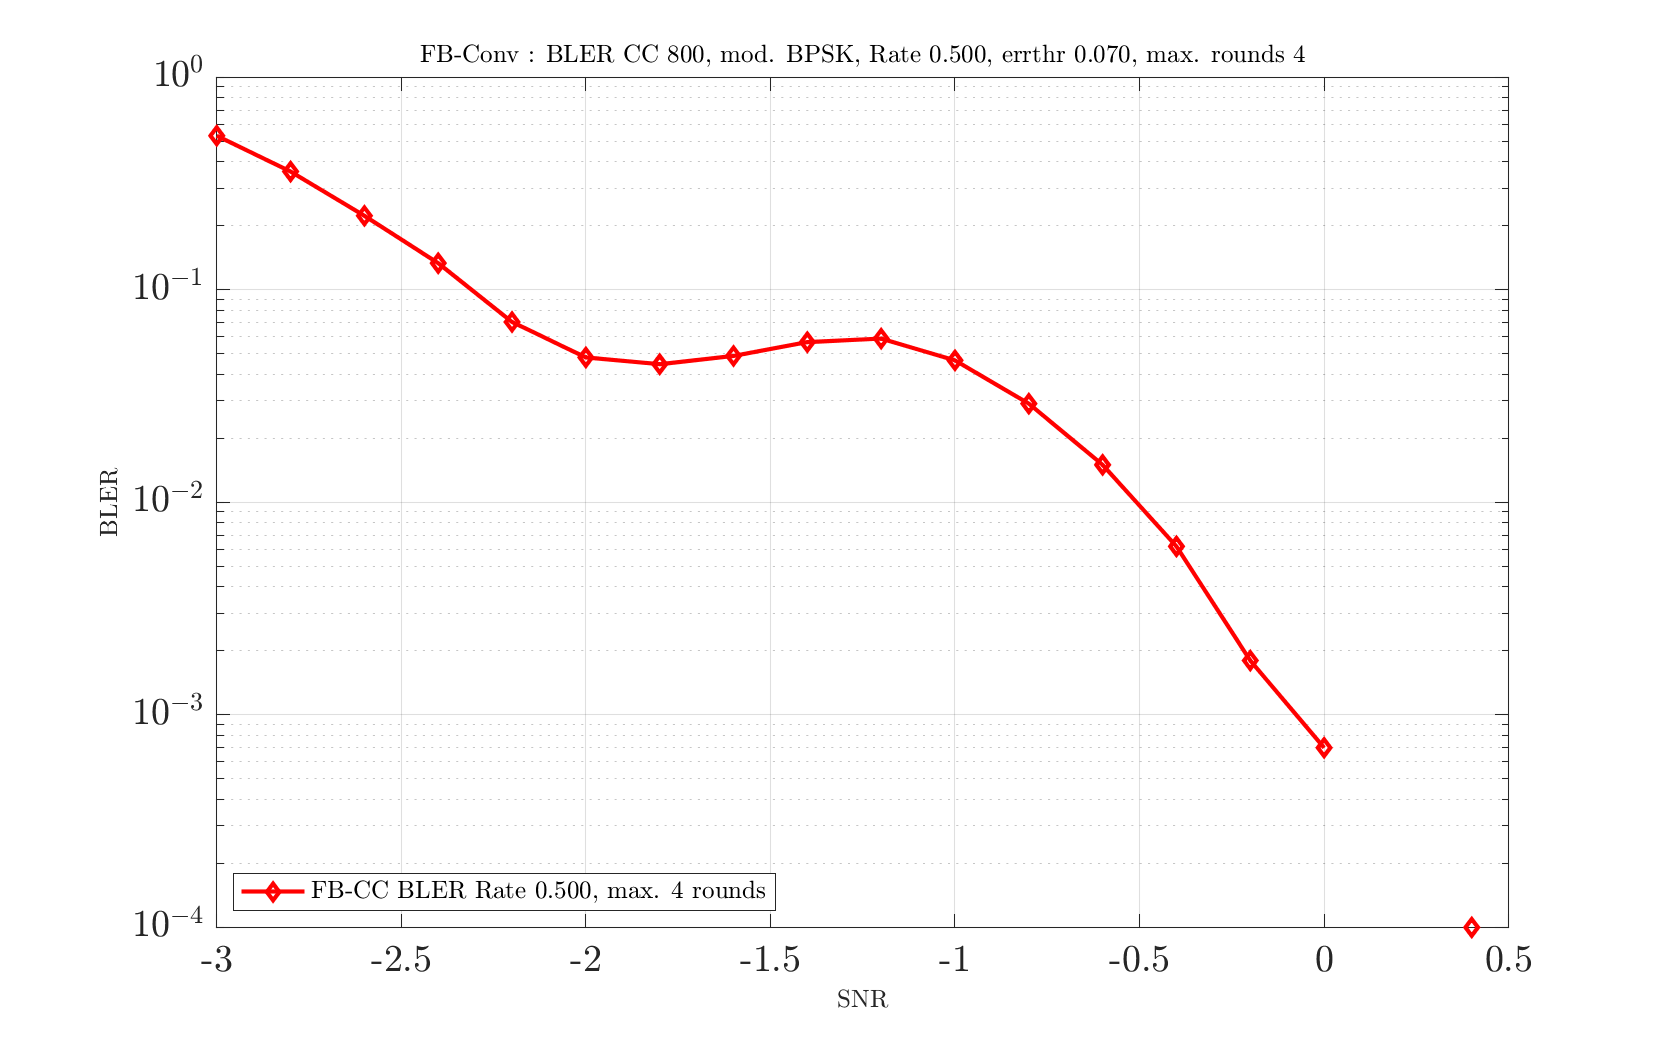 FB-Conv : BLER CC 800, mod. BPSK, Rate 0.500, errthr 0.070, max. rounds 4
10⁰
10⁻¹
10⁻²
10⁻³
10⁻⁴
BLER
FB-CC BLER Rate 0.500, max. 4 rounds
-3 -2.5 -2 -1.5 -1 -0.5 0 0.5
SNR